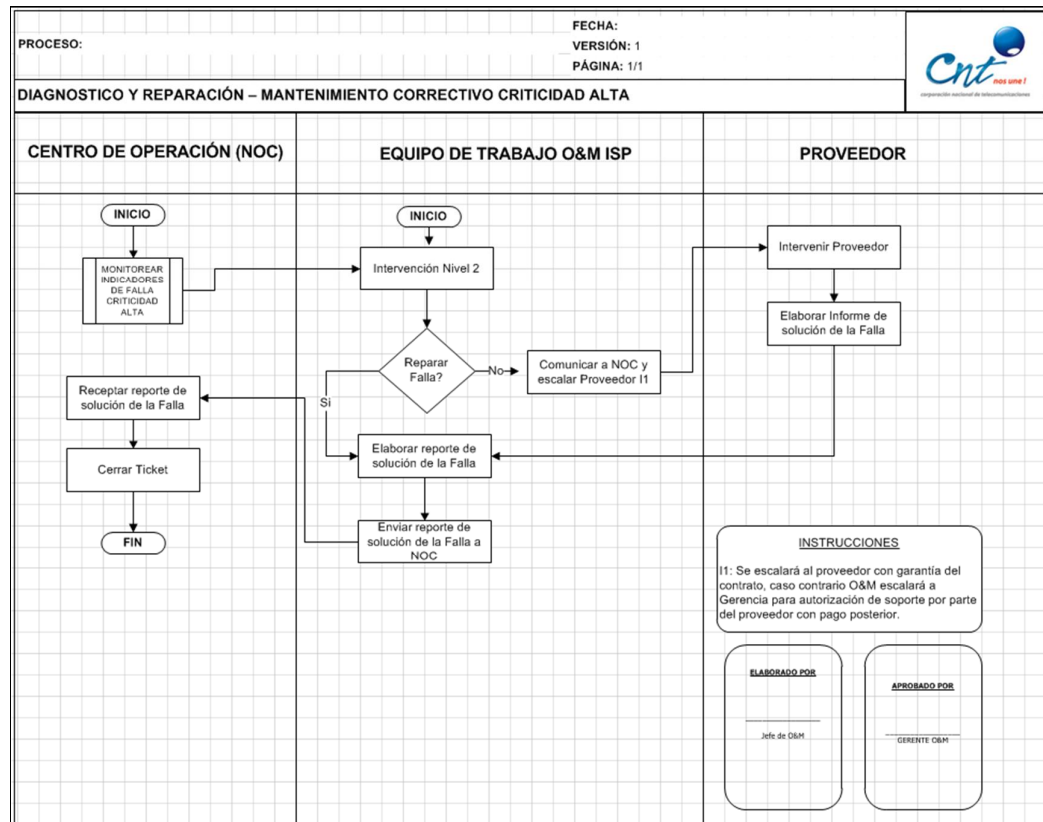 PROCESO:
FECHA:
VERSIÓN: 1
PÁGINA: 1/1
Cnt
nos une!
corporación nacional de telecomunicaciones
DIAGNOSTICO Y REPARACIÓN – MANTENIMIENTO CORRECTIVO CRITICIDAD ALTA
CENTRO DE OPERACIÓN (NOC)
EQUIPO DE TRABAJO O&M ISP
PROVEEDOR
INICIO
MONITOREAR
INDICADORES
DE FALLA
CRITICIDAD
ALTA
Receptar reporte de
solución de la Falla
Cerrar Ticket
FIN
INICIO
Intervención Nivel 2
Reparar
Falla?
No
Si
Comunicar a NOC y
escalar Proveedor I1
Elaborar reporte de
solución de la Falla
Enviar reporte de
solución de la Falla a
NOC
Intervenir Proveedor
Elaborar Informe de
solución de la Falla
INSTRUCCIONES
I1: Se escalará al proveedor con garantía del
contrato, caso contrario O&M escalará a
Gerencia para autorización de soporte por parte
del proveedor con pago posterior.
ELABORADO POR
Jefe de O&M
APROBADO POR
GERENTE O&M